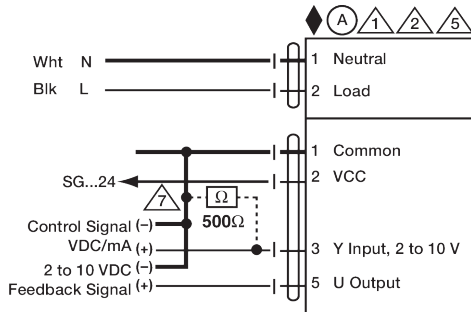 A 1 2 5
Wht N 1 Neutral
Blk L 2 Load
1 Common
SG...24 2 VCC
7 Ω
500Ω
Control Signal (–)
VDC/mA (+) 3 Y Input, 2 to 10 V
2 to 10 VDC (–)
Feedback Signal (+) 5 U Output